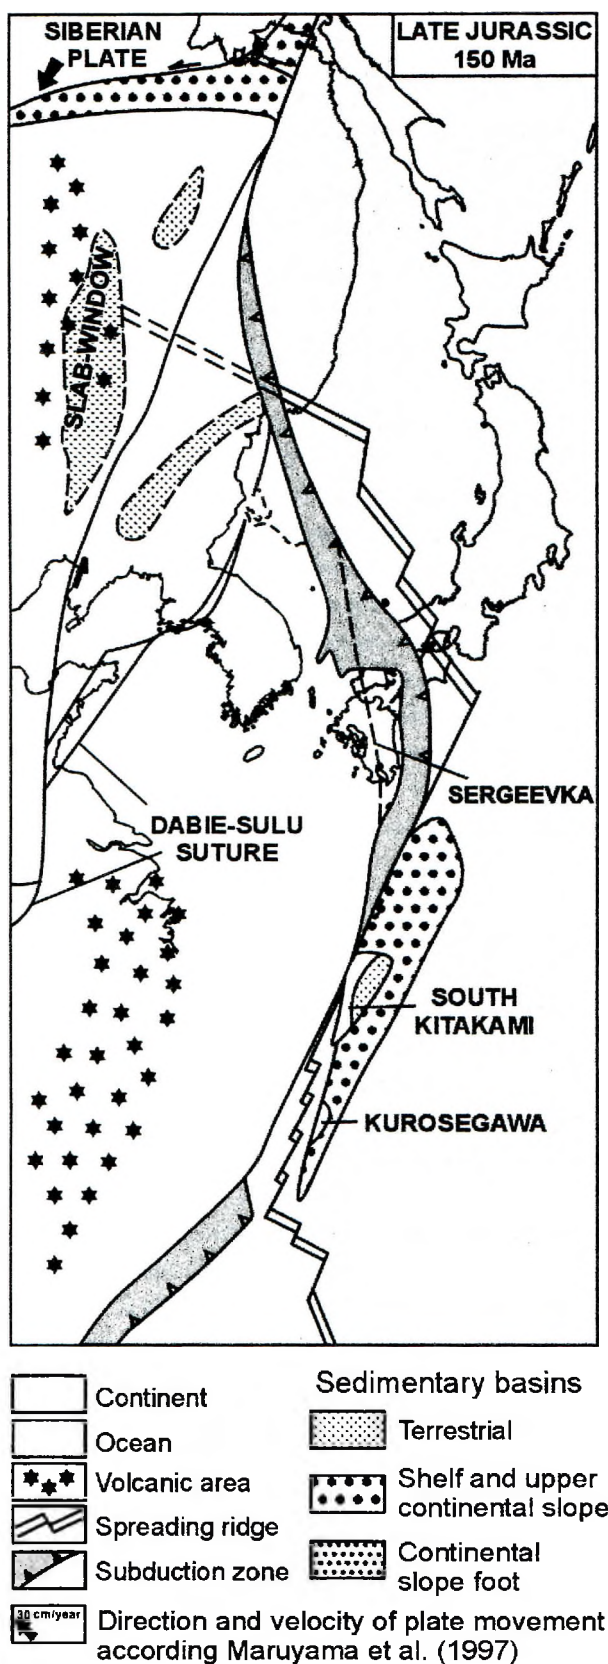 SIBERIAN
PLATE
LATE JURASSIC
150 Ma
SLAB-WINDOW
SERGEEVKA
DABIE-SULU
SUTURE
SOUTH
KITAKAMI
KUROSEGAWA
Continent
Ocean
Volcanic area
Spreading ridge
Subduction zone
30 cm/year
Direction and velocity of plate movement
according Maruyama et al. (1997)
Sedimentary basins
Terrestrial
Shelf and upper
continental slope
Continental
slope foot